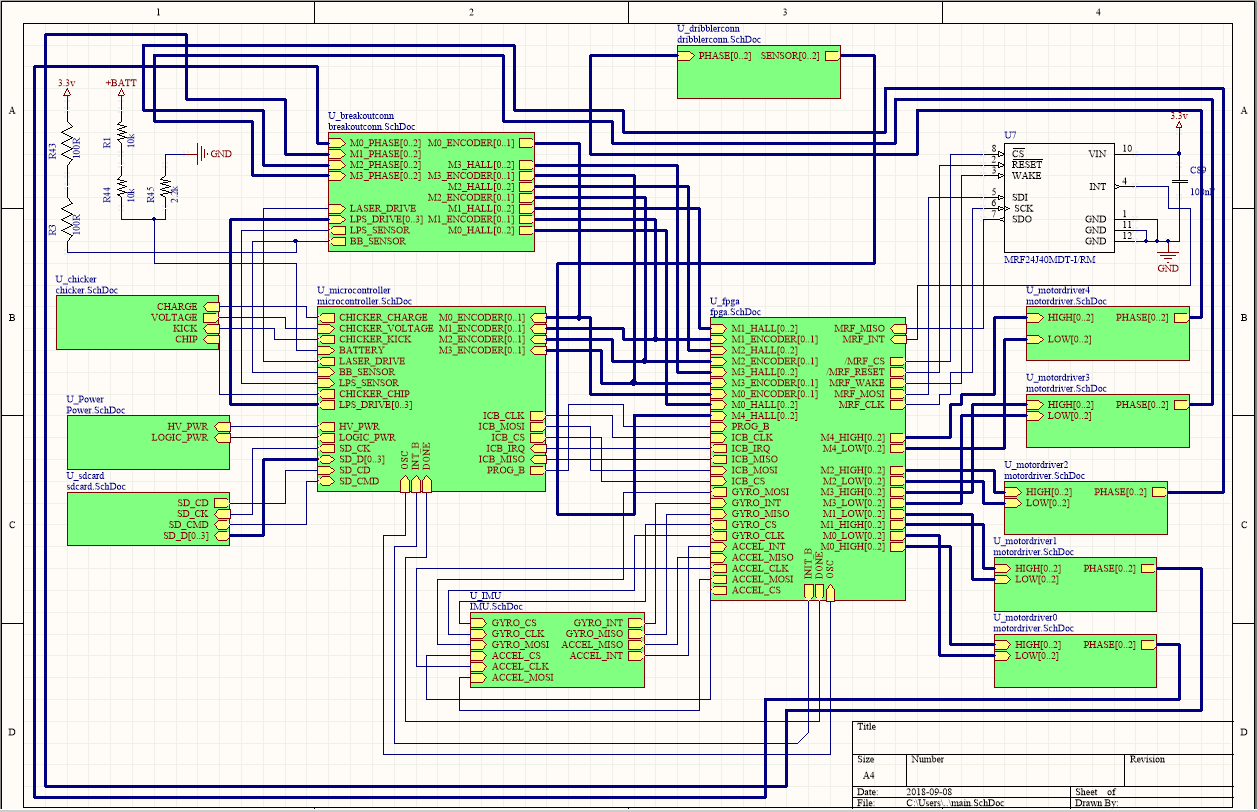 1 2 3 4
A A
B B
C C
D D
U_dribblerconn
dribblerconn.SchDoc
PHASE[0..2] SENSOR[0..2]
3.3v +BATT
R43 100R
R3 100R
R1 10k
R44 10k
R45 2.2K
GND
U_breakoutconn
breakoutconn.SchDoc
M0_PHASE[0..2] M0_ENCODER[0..1]
M1_PHASE[0..2]
M2_PHASE[0..2] M3_HALL[0..2]
M3_PHASE[0..2] M3_ENCODER[0..1]
M2_HALL[0..2]
M2_ENCODER[0..1]
LASER_DRIVE M1_HALL[0..2]
LPS_DRIVE[0..3] M1_ENCODER[0..1]
LPS_SENSOR M0_HALL[0..2]
BB_SENSOR
U7
3.3v
8 CS VIN 10
2 RESET
3 WAKE
INT 4
5 SDI
6 SCK
7 SDO GND 1
GND 11
GND 12
MRF24J40MDT-I/RM
GND
C89
100nF
U_chicker
chicker.SchDoc
CHARGE
VOLTAGE
KICK
CHIP
U_Power
Power.SchDoc
HV_PWR
LOGIC_PWR
U_sdcard
sdcard.SchDoc
SD_CD
SD_CK
SD_CMD
SD_D[0..3]
U_microcontroller
microcontroller.SchDoc
CHICKER_CHARGE M0_ENCODER[0..1]
CHICKER_VOLTAGE M1_ENCODER[0..1]
CHICKER_KICK M2_ENCODER[0..1]
BATTERY M3_ENCODER[0..1]
LASER_DRIVE
BB_SENSOR
LPS_SENSOR
CHICKER_CHIP
LPS_DRIVE[0..3]
ICB_CLK
HV_PWR ICB_MOSI
LOGIC_PWR ICB_CS
SD_CK ICB_IRQ
SD_D[0..3] ICB_MISO
SD_CD PROG_B
SD_CMD
OSC INT_B DONE
U_fpga
fpga.SchDoc
M1_HALL[0..2] MRF_MISO
M1_ENCODER[0..1] MRF_INT
M2_HALL[0..2]
M2_ENCODER[0..1] /MRF_CS
M3_HALL[0..2] /MRF_RESET
M3_ENCODER[0..1] MRF_WAKE
M0_ENCODER[0..1] MRF_MOSI
M0_HALL[0..2] MRF_CLK
M4_HALL[0..2]
PROG_B
ICB_CLK M4_HIGH[0..2]
ICB_IRQ M4_LOW[0..2]
ICB_MISO
ICB_MOSI M2_HIGH[0..2]
ICB_CS M2_LOW[0..2]
GYRO_MOSI M3_HIGH[0..2]
GYRO_INT M3_LOW[0..2]
GYRO_MISO M1_LOW[0..2]
GYRO_CS M1_HIGH[0..2]
GYRO_CLK M0_LOW[0..2]
ACCEL_INT M0_HIGH[0..2]
ACCEL_MISO
ACCEL_CLK
ACCEL_MOSI
ACCEL_CS
INIT_B DONE OSC
U_IMU
IMU.SchDoc
GYRO_CS GYRO_INT
GYRO_CLK GYRO_MISO
GYRO_MOSI ACCEL_MISO
ACCEL_CS ACCEL_INT
ACCEL_CLK
ACCEL_MOSI
U_motordriver4
motordriver.SchDoc
HIGH[0..2] PHASE[0..2]
LOW[0..2]
U_motordriver3
motordriver.SchDoc
HIGH[0..2] PHASE[0..2]
LOW[0..2]
U_motordriver2
motordriver.SchDoc
HIGH[0..2] PHASE[0..2]
LOW[0..2]
U_motordriver1
motordriver.SchDoc
HIGH[0..2] PHASE[0..2]
LOW[0..2]
U_motordriver0
motordriver.SchDoc
HIGH[0..2] PHASE[0..2]
LOW[0..2]
Title
Size Number Revision
A4
Date: 2018-09-08 Sheet of
File: C:\Users\..\main.SchDoc Drawn By:
1 2 3 4